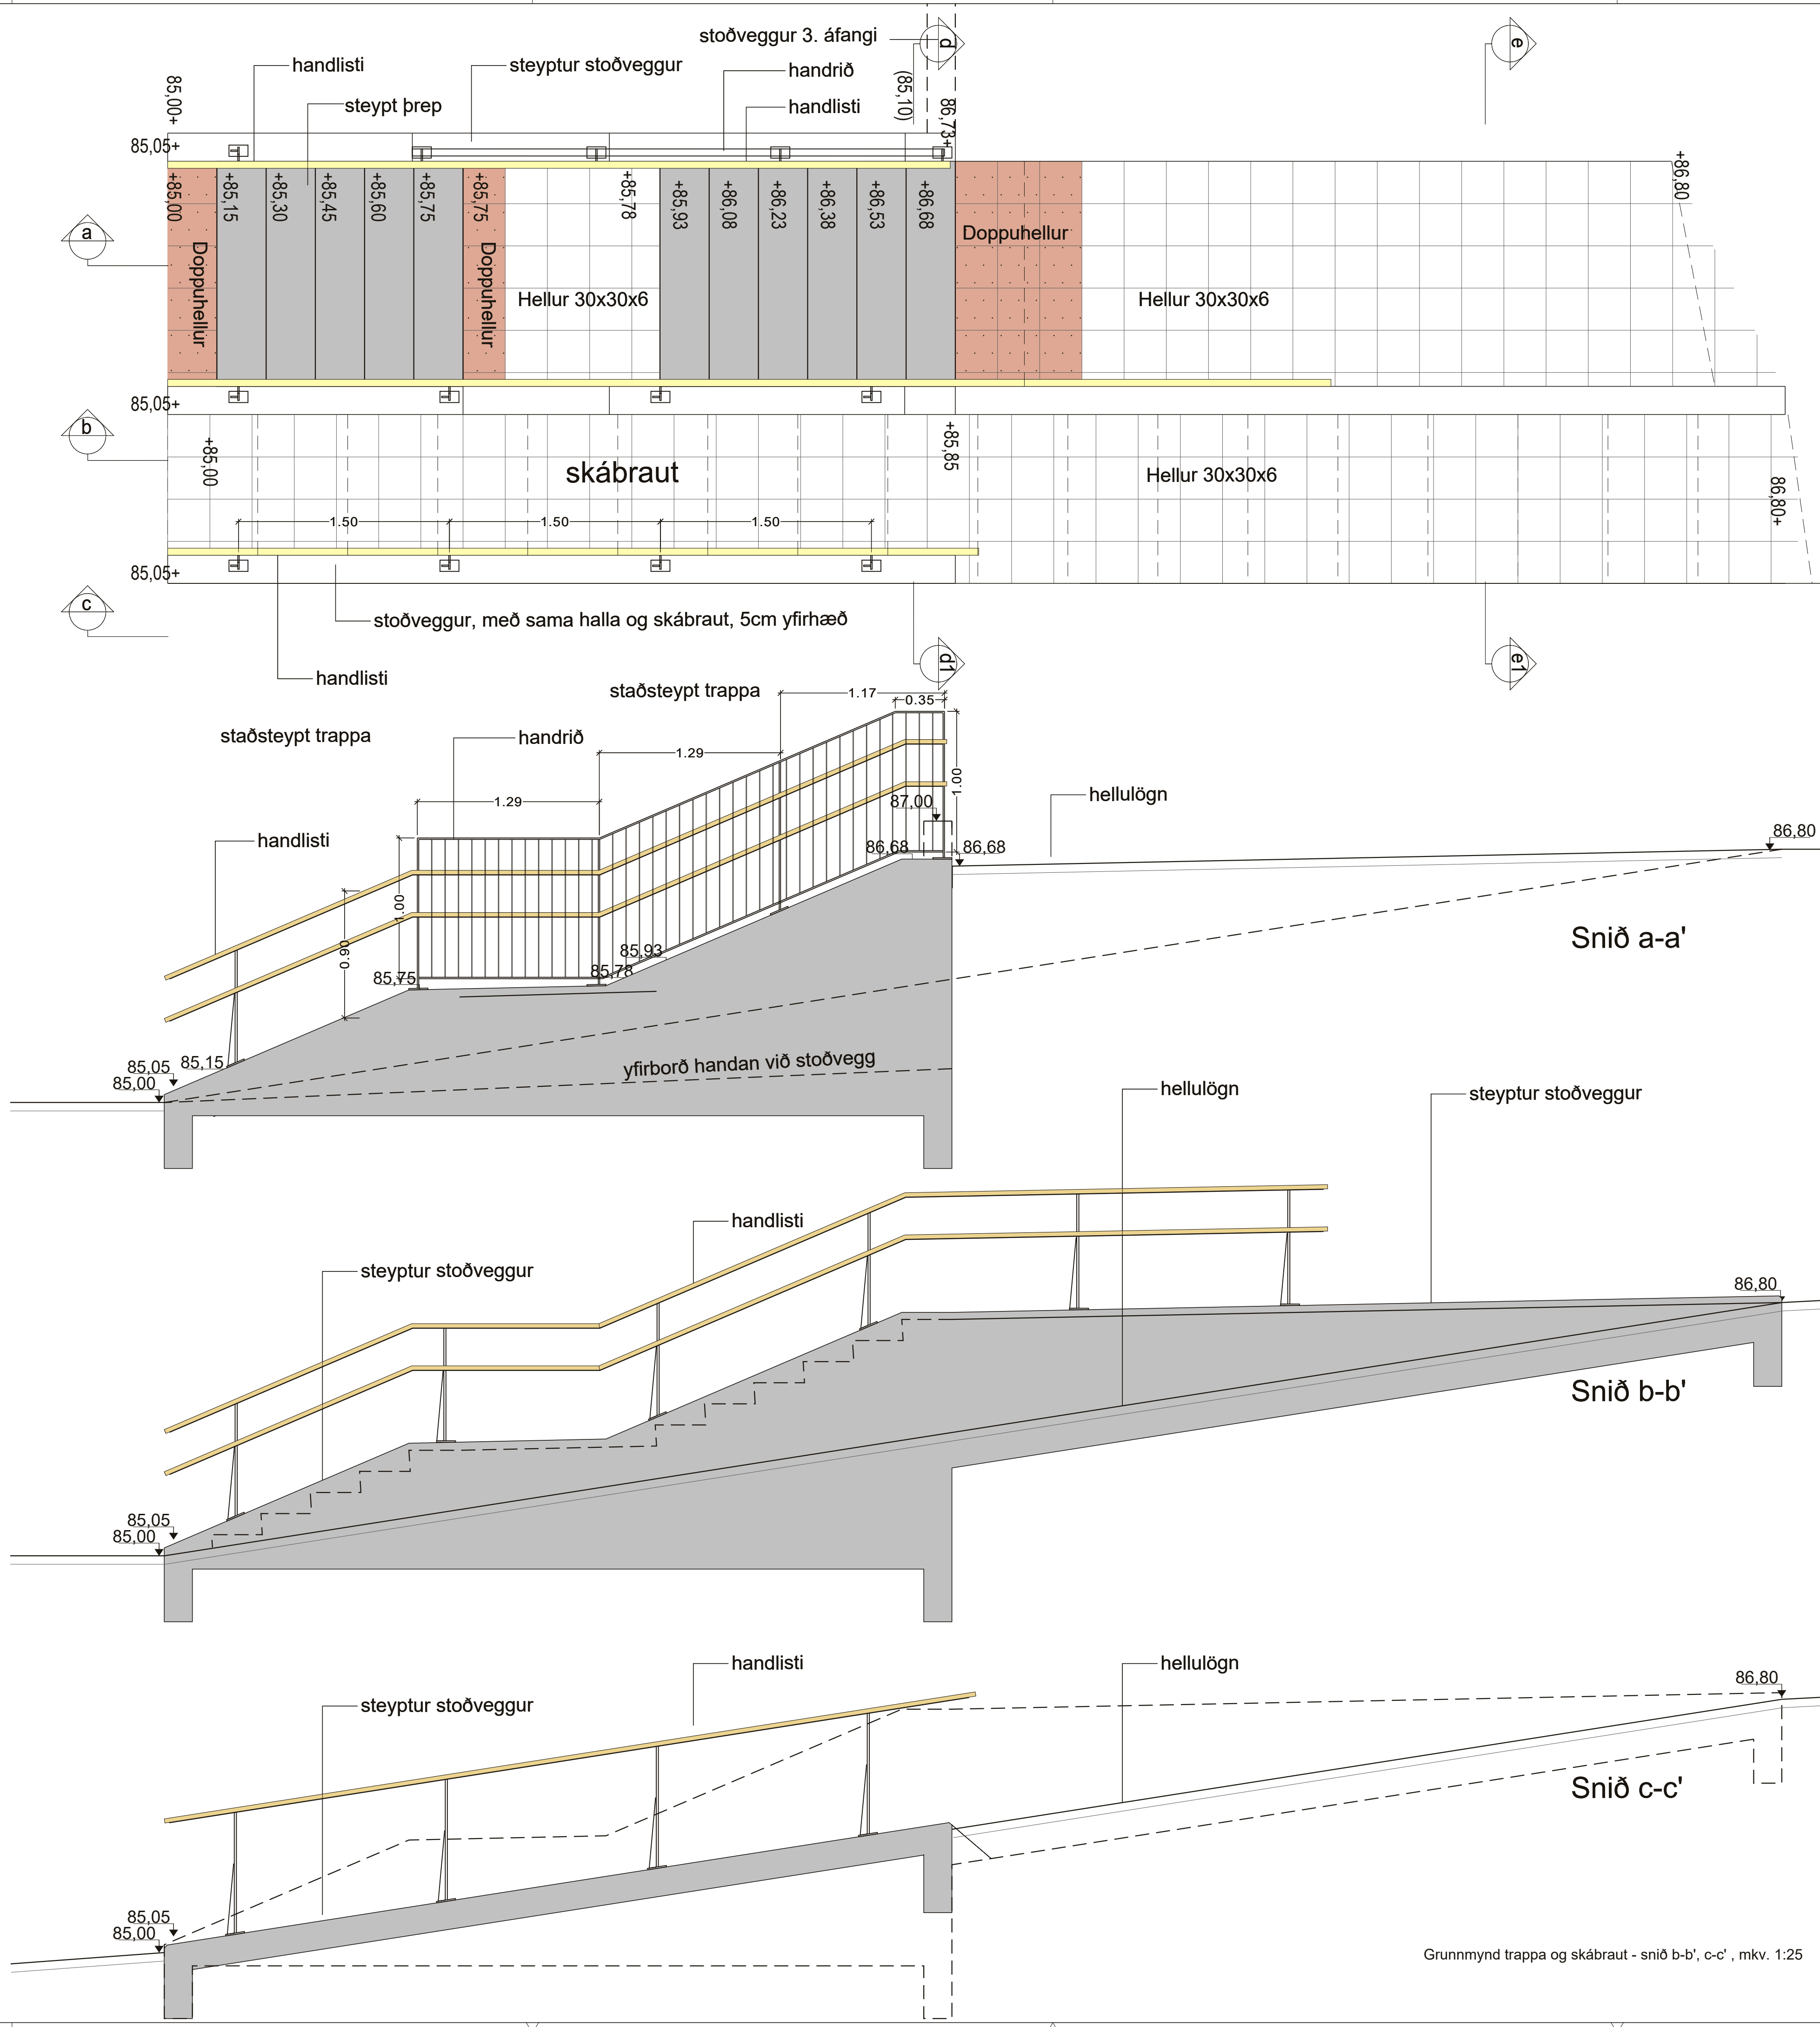 stoðveggur 3. áfangi
d
e
handlisti
steyptur stoðveggur
handrið
handlisti
steypt þrep
85,00+
(85,10)
86,73+
85,05+
+85,00
+85,15
+85,30
+85,45
+85,60
+85,75
+85,75
+85,78
+85,93
+86,08
+86,23
+86,38
+86,53
+86,68
+86,80
a
Doppuhellur
Doppuhellur
Doppuhellur
Hellur 30x30x6
Hellur 30x30x6
85,05+
b
+85,00
+85,85
skábraut
Hellur 30x30x6
86,80+
1.50
1.50
1.50
85,05+
c
stoðveggur, með sama halla og skábraut, 5cm yfirhæð
handlisti
d1
e1
staðsteypt trappa
1.17
0.35
staðsteypt trappa
handrið
1.29
1.29
1.00
87,00
hellulögn
handlisti
86,68
86,68
86,80
1.00
0.90
85,93
85,75
85,78
Snið a-a'
85,05
85,15
85,00
yfirborð handan við stoðvegg
hellulögn
steyptur stoðveggur
handlisti
steyptur stoðveggur
86,80
Snið b-b'
85,05
85,00
handlisti
hellulögn
steyptur stoðveggur
86,80
Snið c-c'
85,05
85,00
Grunnmynd trappa og skábraut - snið b-b', c-c' , mkv. 1:25